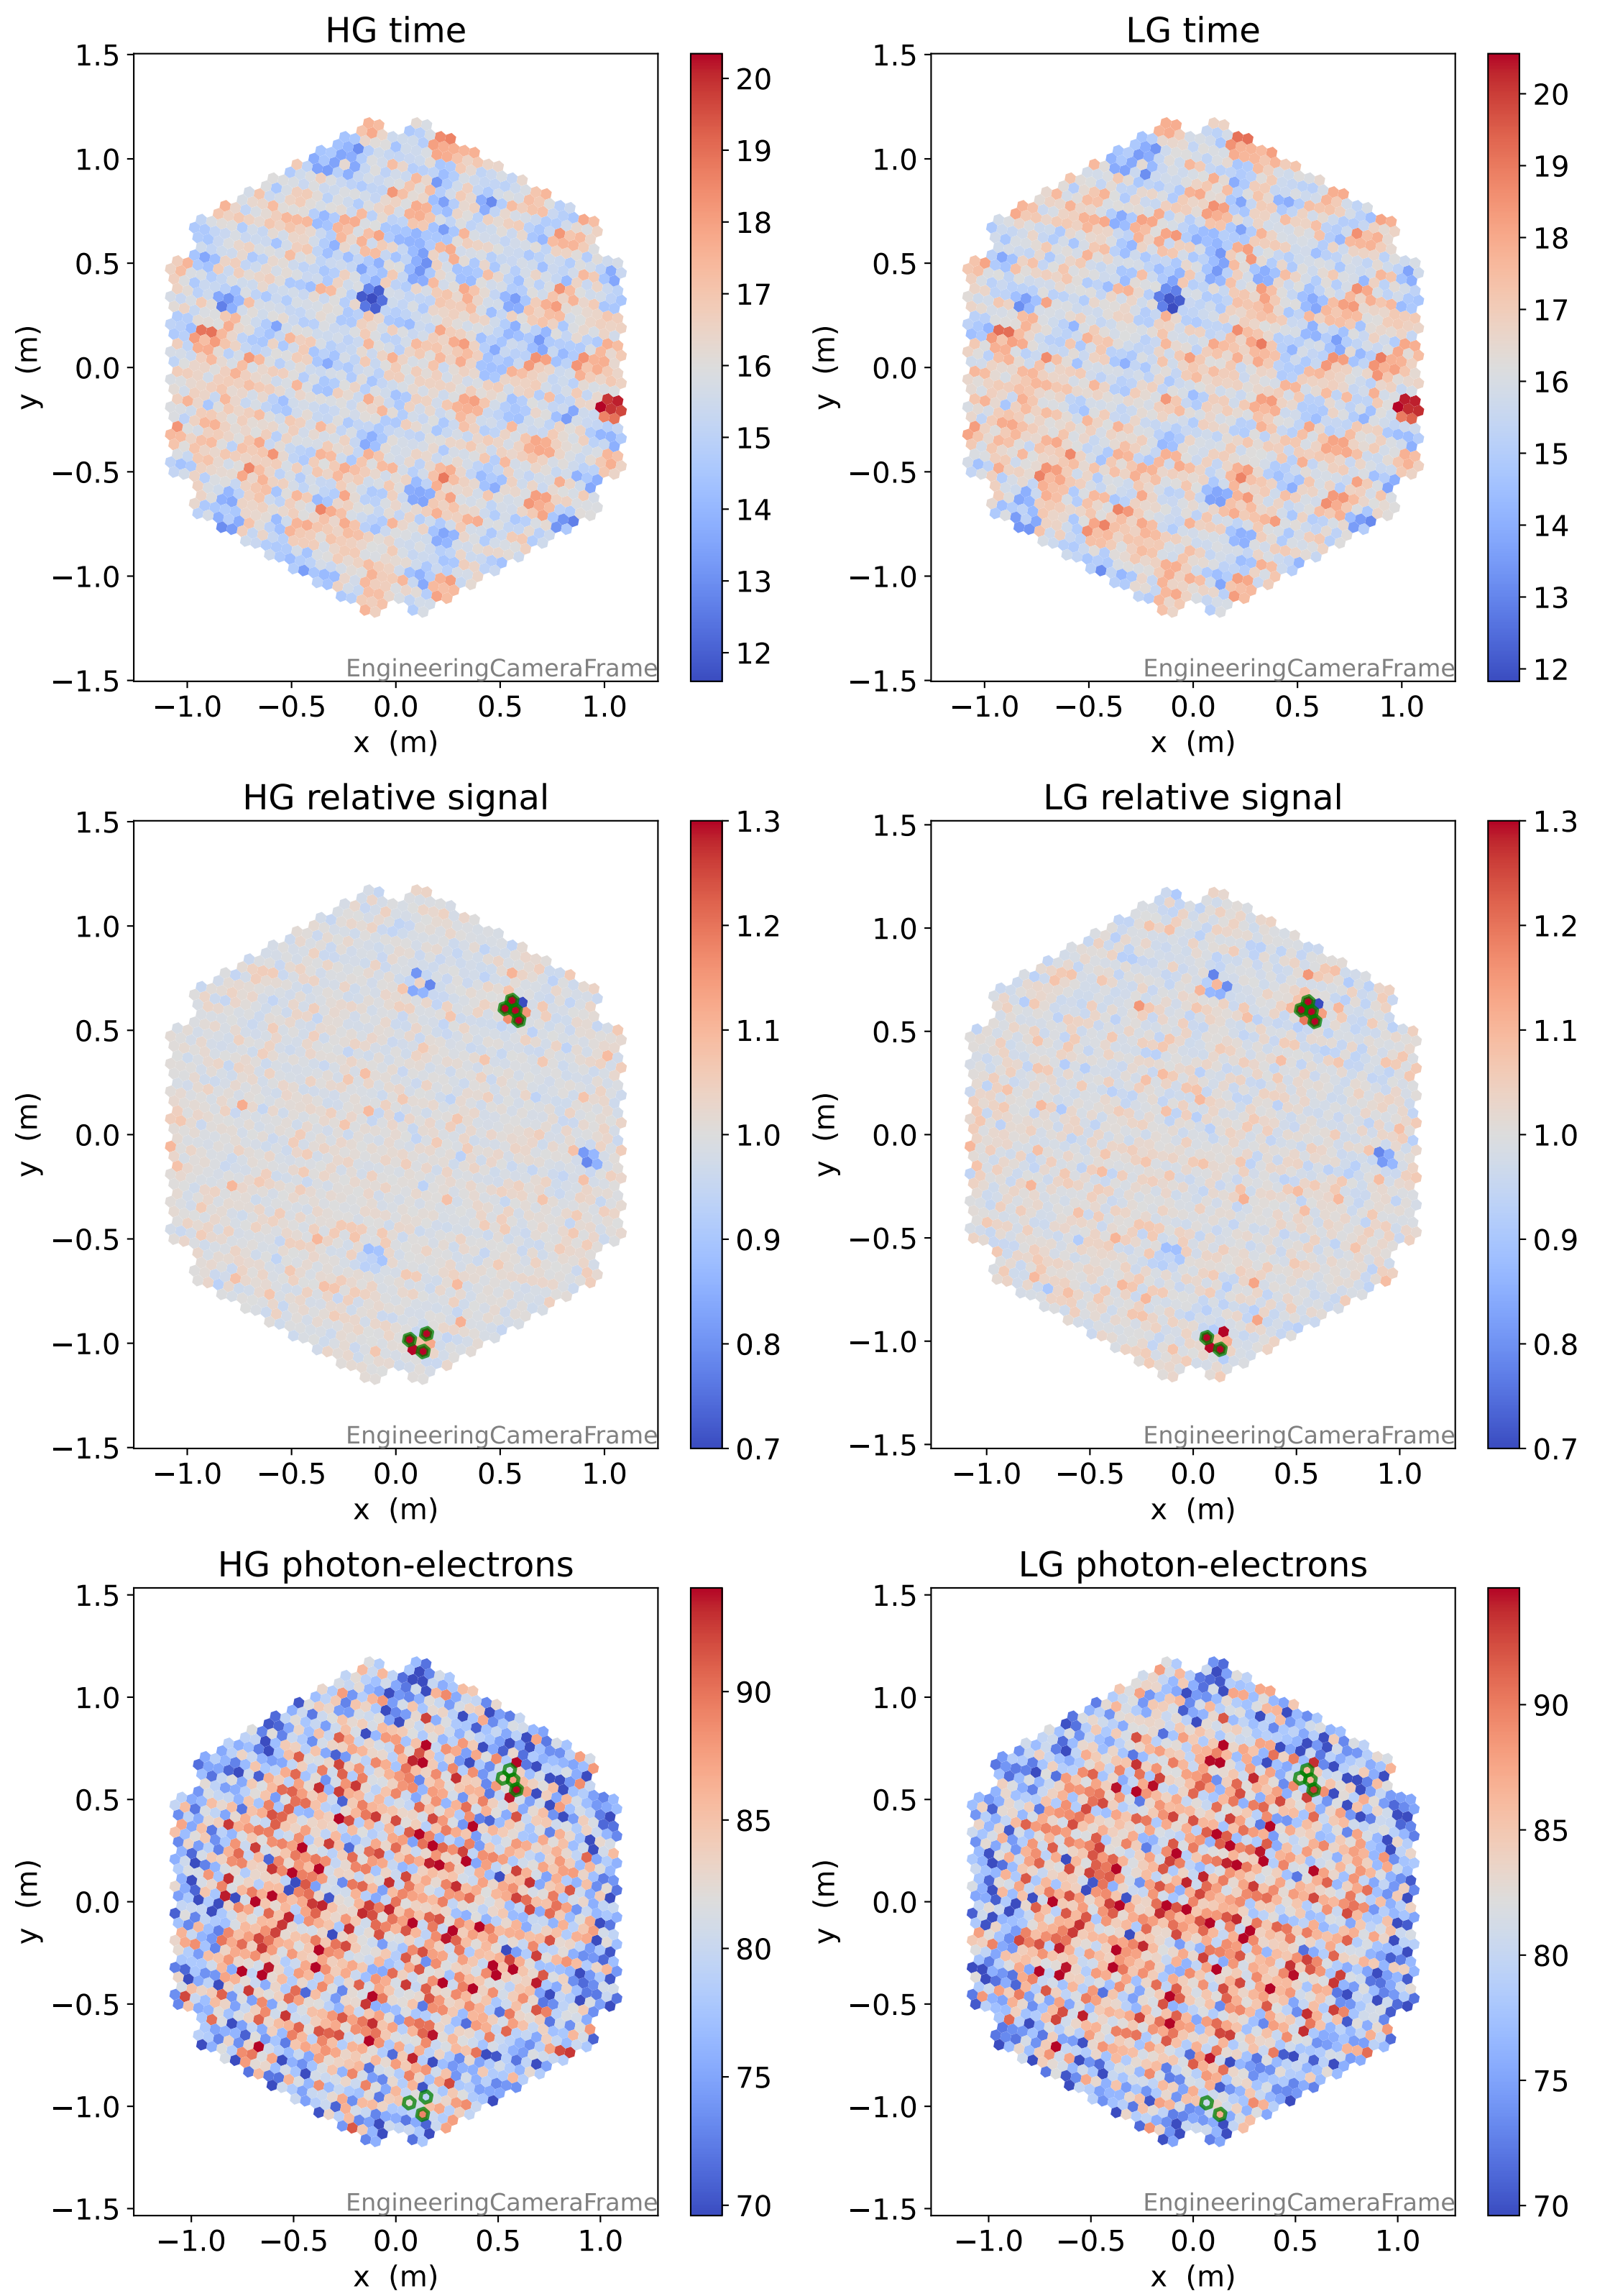 HG time
1.5
1.0
0.5
0.0
−0.5
−1.0
−1.5
y (m)
−1.0 −0.5 0.0 0.5 1.0
x (m)
EngineeringCameraFrame
20
19
18
17
16
15
14
13
12
LG time
1.5
1.0
0.5
0.0
−0.5
−1.0
−1.5
y (m)
−1.0 −0.5 0.0 0.5 1.0
x (m)
EngineeringCameraFrame
20
19
18
17
16
15
14
13
12
HG relative signal
1.5
1.0
0.5
0.0
−0.5
−1.0
−1.5
y (m)
−1.0 −0.5 0.0 0.5 1.0
x (m)
EngineeringCameraFrame
1.3
1.2
1.1
1.0
0.9
0.8
0.7
LG relative signal
1.5
1.0
0.5
0.0
−0.5
−1.0
−1.5
y (m)
−1.0 −0.5 0.0 0.5 1.0
x (m)
EngineeringCameraFrame
1.3
1.2
1.1
1.0
0.9
0.8
0.7
HG photon-electrons
1.5
1.0
0.5
0.0
−0.5
−1.0
−1.5
y (m)
−1.0 −0.5 0.0 0.5 1.0
x (m)
EngineeringCameraFrame
90
85
80
75
70
LG photon-electrons
1.5
1.0
0.5
0.0
−0.5
−1.0
−1.5
y (m)
−1.0 −0.5 0.0 0.5 1.0
x (m)
EngineeringCameraFrame
90
85
80
75
70